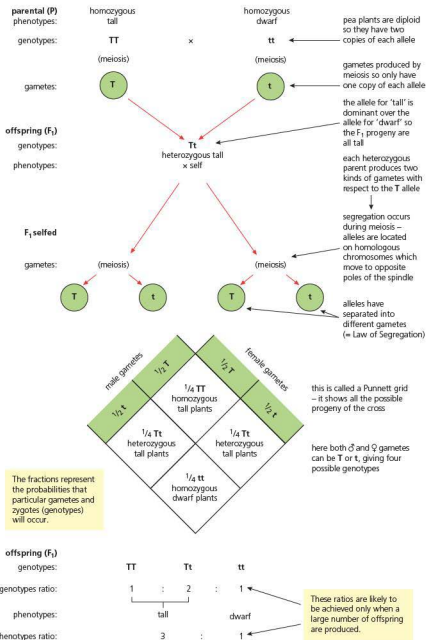 parental (P)
phenotypes:
homozygous
tall
homozygous
dwarf
genotypes:
TT
×
tt
pea plants are diploid
so they have two
copies of each allele
(meiosis)
(meiosis)
gametes:
T
t
gametes produced by
meiosis so only have
one copy of each allele
the allele for 'tall' is
dominant over the
allele for 'dwarf' so
the F1 progeny are
all tall
offspring (F1)
genotypes:
Tt
phenotypes:
heterozygous tall
× self
each heterozygous
parent produces two
kinds of gametes with
respect to the T allele
F1 selfed
segregation occurs
during meiosis –
alleles are located
on homologous
chromosomes which
move to opposite
poles of the spindle
gametes:
(meiosis)
(meiosis)
T
t
T
t
alleles have
separated into
different gametes
(= Law of Segregation)
male gametes
female gametes
1/2 T
1/2 T
1/2 t
1/2 t
1/4 TT
homozygous
tall plants
1/4 Tt
heterozygous
tall plants
1/4 Tt
heterozygous
tall plants
1/4 tt
homozygous
dwarf plants
this is called a Punnett grid
– it shows all the possible
progeny of the cross
here both ♂ and ♀ gametes
can be T or t, giving four
possible genotypes
The fractions represent
the probabilities that
particular gametes and
zygotes (genotypes)
will occur.
offspring (F1)
genotypes:
TT
Tt
tt
genotypes ratio:
1 : 2 : 1
phenotypes:
tall
dwarf
phenotypes ratio:
3 : 1
These ratios are likely to
be achieved only when a
large number of offspring
are produced.